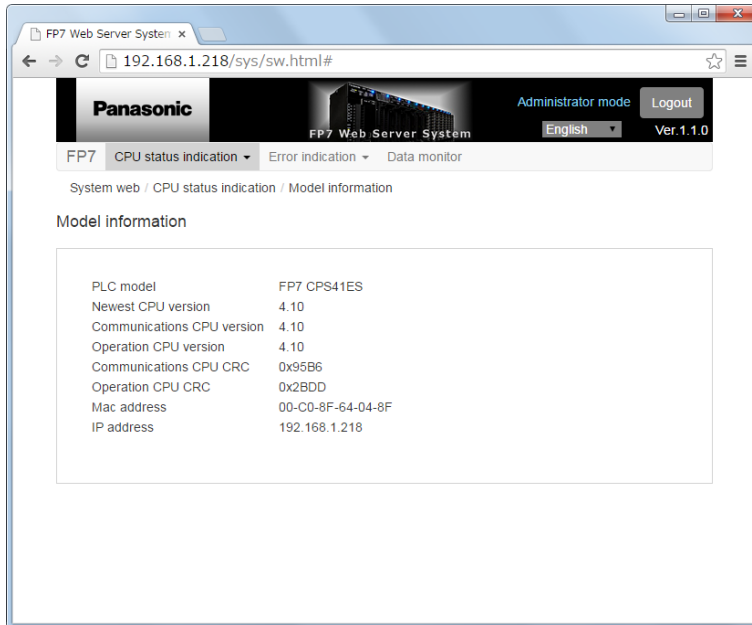 FP7 Web Server System
192.168.1.218/sys/sw.html#
Panasonic
FP7 Web Server System
Administrator mode
Logout
English
Ver.1.1.0
FP7 CPU status indication Error indication Data monitor
System web / CPU status indication / Model information
Model information
PLC model FP7 CPS41ES
Newest CPU version 4.10
Communications CPU version 4.10
Operation CPU version 4.10
Communications CPU CRC 0x95B6
Operation CPU CRC 0x2BDD
Mac address 00-C0-8F-64-04-8F
IP address 192.168.1.218